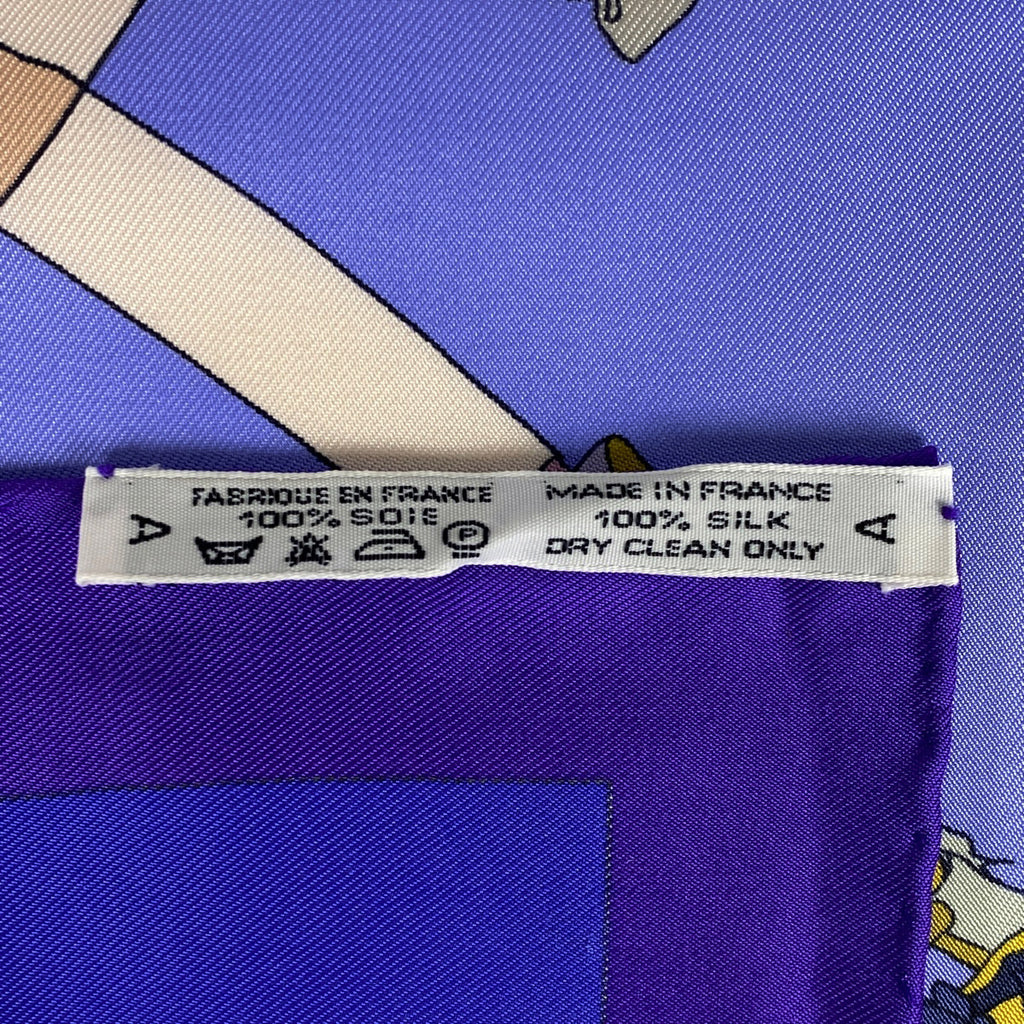 A
FABRIQUE EN FRANCE
100% SOIE
P
MADE IN FRANCE
100% SILK
DRY CLEAN ONLY
A